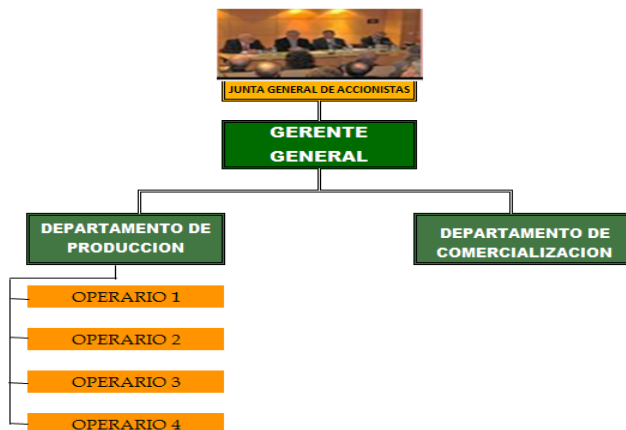 JUNTA GENERAL DE ACCIONISTAS
GERENTE
GENERAL
DEPARTAMENTO DE
PRODUCCION
DEPARTAMENTO DE
COMERCIALIZACION
OPERARIO 1
OPERARIO 2
OPERARIO 3
OPERARIO 4